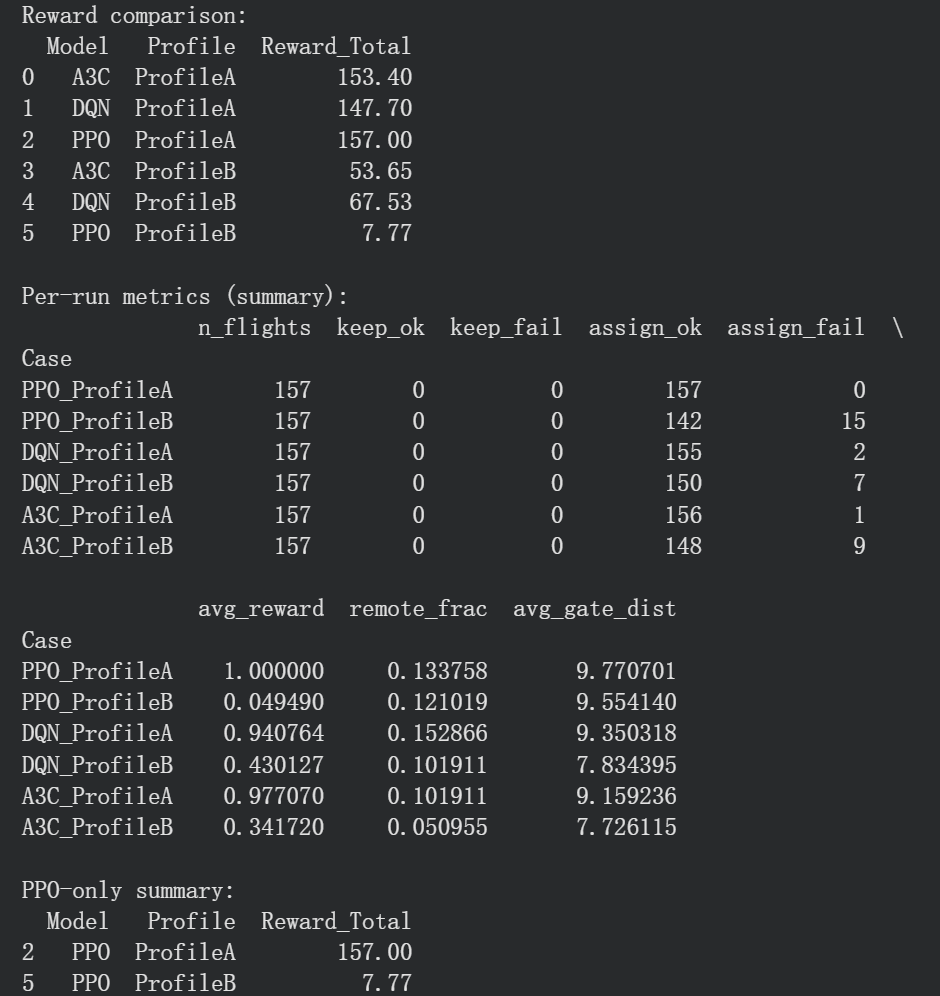 Reward comparison:
  Model   Profile  Reward_Total
0   A3C  ProfileA        153.40
1   DQN  ProfileA        147.70
2   PPO  ProfileA        157.00
3   A3C  ProfileB         53.65
4   DQN  ProfileB         67.53
5   PPO  ProfileB          7.77
Per-run metrics (summary):
              n_flights  keep_ok  keep_fail  assign_ok  assign_fail  \
Case
PPO_ProfileA        157        0          0        157            0
PPO_ProfileB        157        0          0        142           15
DQN_ProfileA        157        0          0        155            2
DQN_ProfileB        157        0          0        150            7
A3C_ProfileA        157        0          0        156            1
A3C_ProfileB        157        0          0        148            9
              avg_reward  remote_frac  avg_gate_dist
Case
PPO_ProfileA    1.000000     0.133758       9.770701
PPO_ProfileB    0.049490     0.121019       9.554140
DQN_ProfileA    0.940764     0.152866       9.350318
DQN_ProfileB    0.430127     0.101911       7.834395
A3C_ProfileA    0.977070     0.101911       9.159236
A3C_ProfileB    0.341720     0.050955       7.726115
PPO-only summary:
  Model   Profile  Reward_Total
2   PPO  ProfileA        157.00
5   PPO  ProfileB          7.77